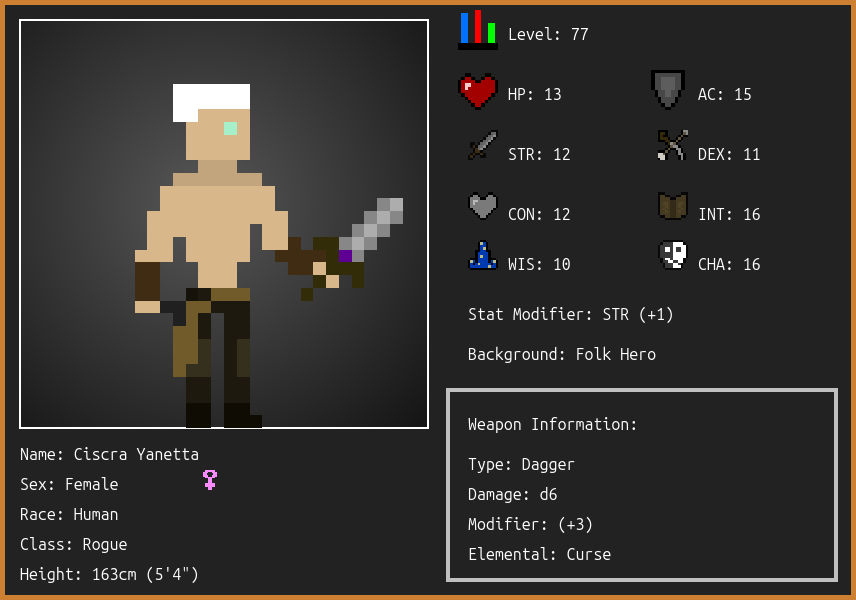 Level: 77
HP: 13
AC: 15
STR: 12
DEX: 11
CON: 12
INT: 16
WIS: 10
CHA: 16
Stat Modifier: STR (+1)
Background: Folk Hero
Weapon Information:
Type: Dagger
Damage: d6
Modifier: (+3)
Elemental: Curse
Name: Ciscra Yanetta
Sex: Female
Race: Human
Class: Rogue
Height: 163cm (5'4")